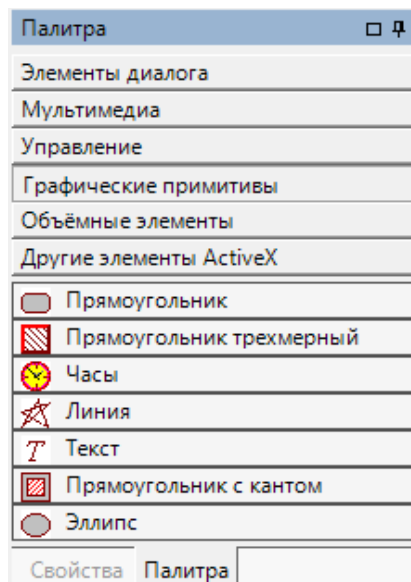 Палитра
Элементы диалога
Мультимедиа
Управление
Графические примитивы
Объёмные элементы
Другие элементы ActiveX
Прямоугольник
Прямоугольник трехмерный
Часы
Линия
Текст
Прямоугольник с кантом
Эллипс
Свойства Палитра